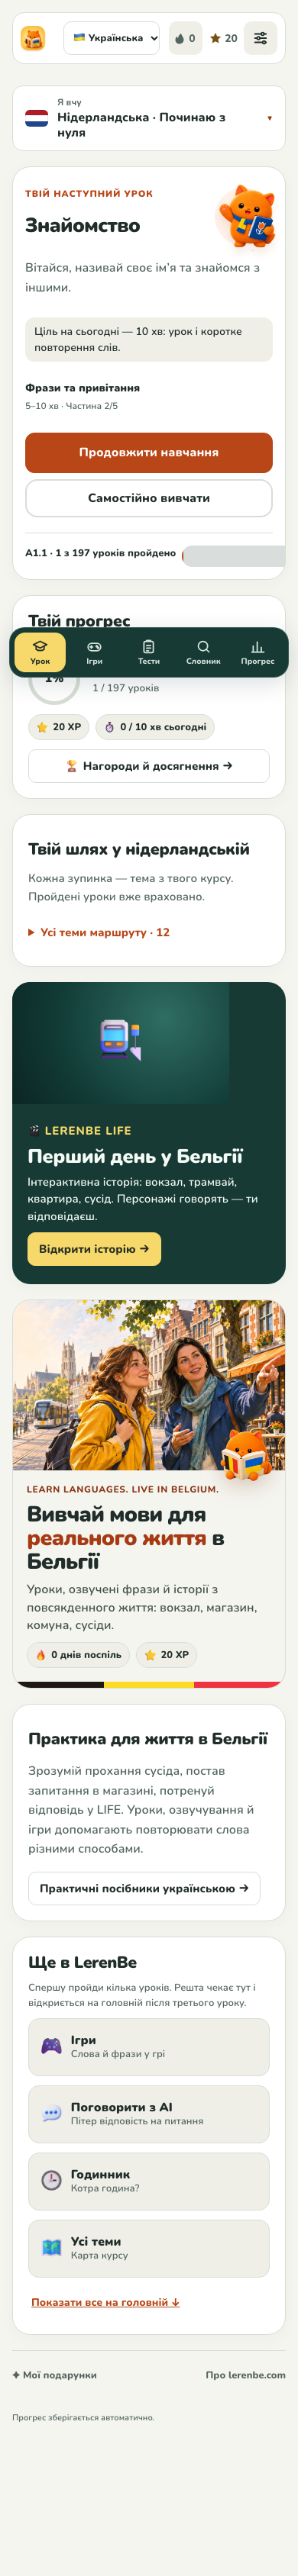 Українська
0
20
Я вчу
Нідерландська · Починаю з
нуля
▼
ТВІЙ НАСТУПНИЙ УРОК
Знайомство
Вітайся, називай своє ім’я та знайомся з
іншими.
Ціль на сьогодні — 10 хв: урок і коротке
повторення слів.
Фрази та привітання
5–10 хв · Частина 2/5
Продовжити навчання
Самостійно вивчати
A1.1 · 1 з 197 уроків пройдено
Твій прогрес
Урок
Ігри
Тести
Словник
Прогрес
1%
1 / 197 уроків
20 XP
0 / 10 хв сьогодні
Нагороди й досягнення →
Твій шлях у нідерландській
Кожна зупинка — тема з твого курсу.
Пройдені уроки вже враховано.
▶ Усі теми маршруту · 12
LERENBE LIFE
Перший день у Бельгії
Інтерактивна історія: вокзал, трамвай,
квартира, сусід. Персонажі говорять — ти
відповідаєш.
Відкрити історію →
LEARN LANGUAGES. LIVE IN BELGIUM.
Вивчай мови для
реального життя в
Бельгії
Уроки, озвучені фрази й історії з
повсякденного життя: вокзал, магазин,
комуна, сусіди.
0 днів поспіль
20 XP
Практика для життя в Бельгії
Зрозумій прохання сусіда, постав
запитання в магазині, потренуй
відповідь у LIFE. Уроки, озвучування й
ігри допомагають повторювати слова
різними способами.
Практичні посібники українською →
Ще в LerenBe
Спершу пройди кілька уроків. Решта чекає тут і
відкриється на головній після третього уроку.
Ігри
Слова й фрази у грі
Поговорити з AI
Пітер відповість на питання
Годинник
Котра година?
Усі теми
Карта курсу
Показати все на головній ↓
✦ Мої подарунки
Про lerenbe.com
Прогрес зберігається автоматично.